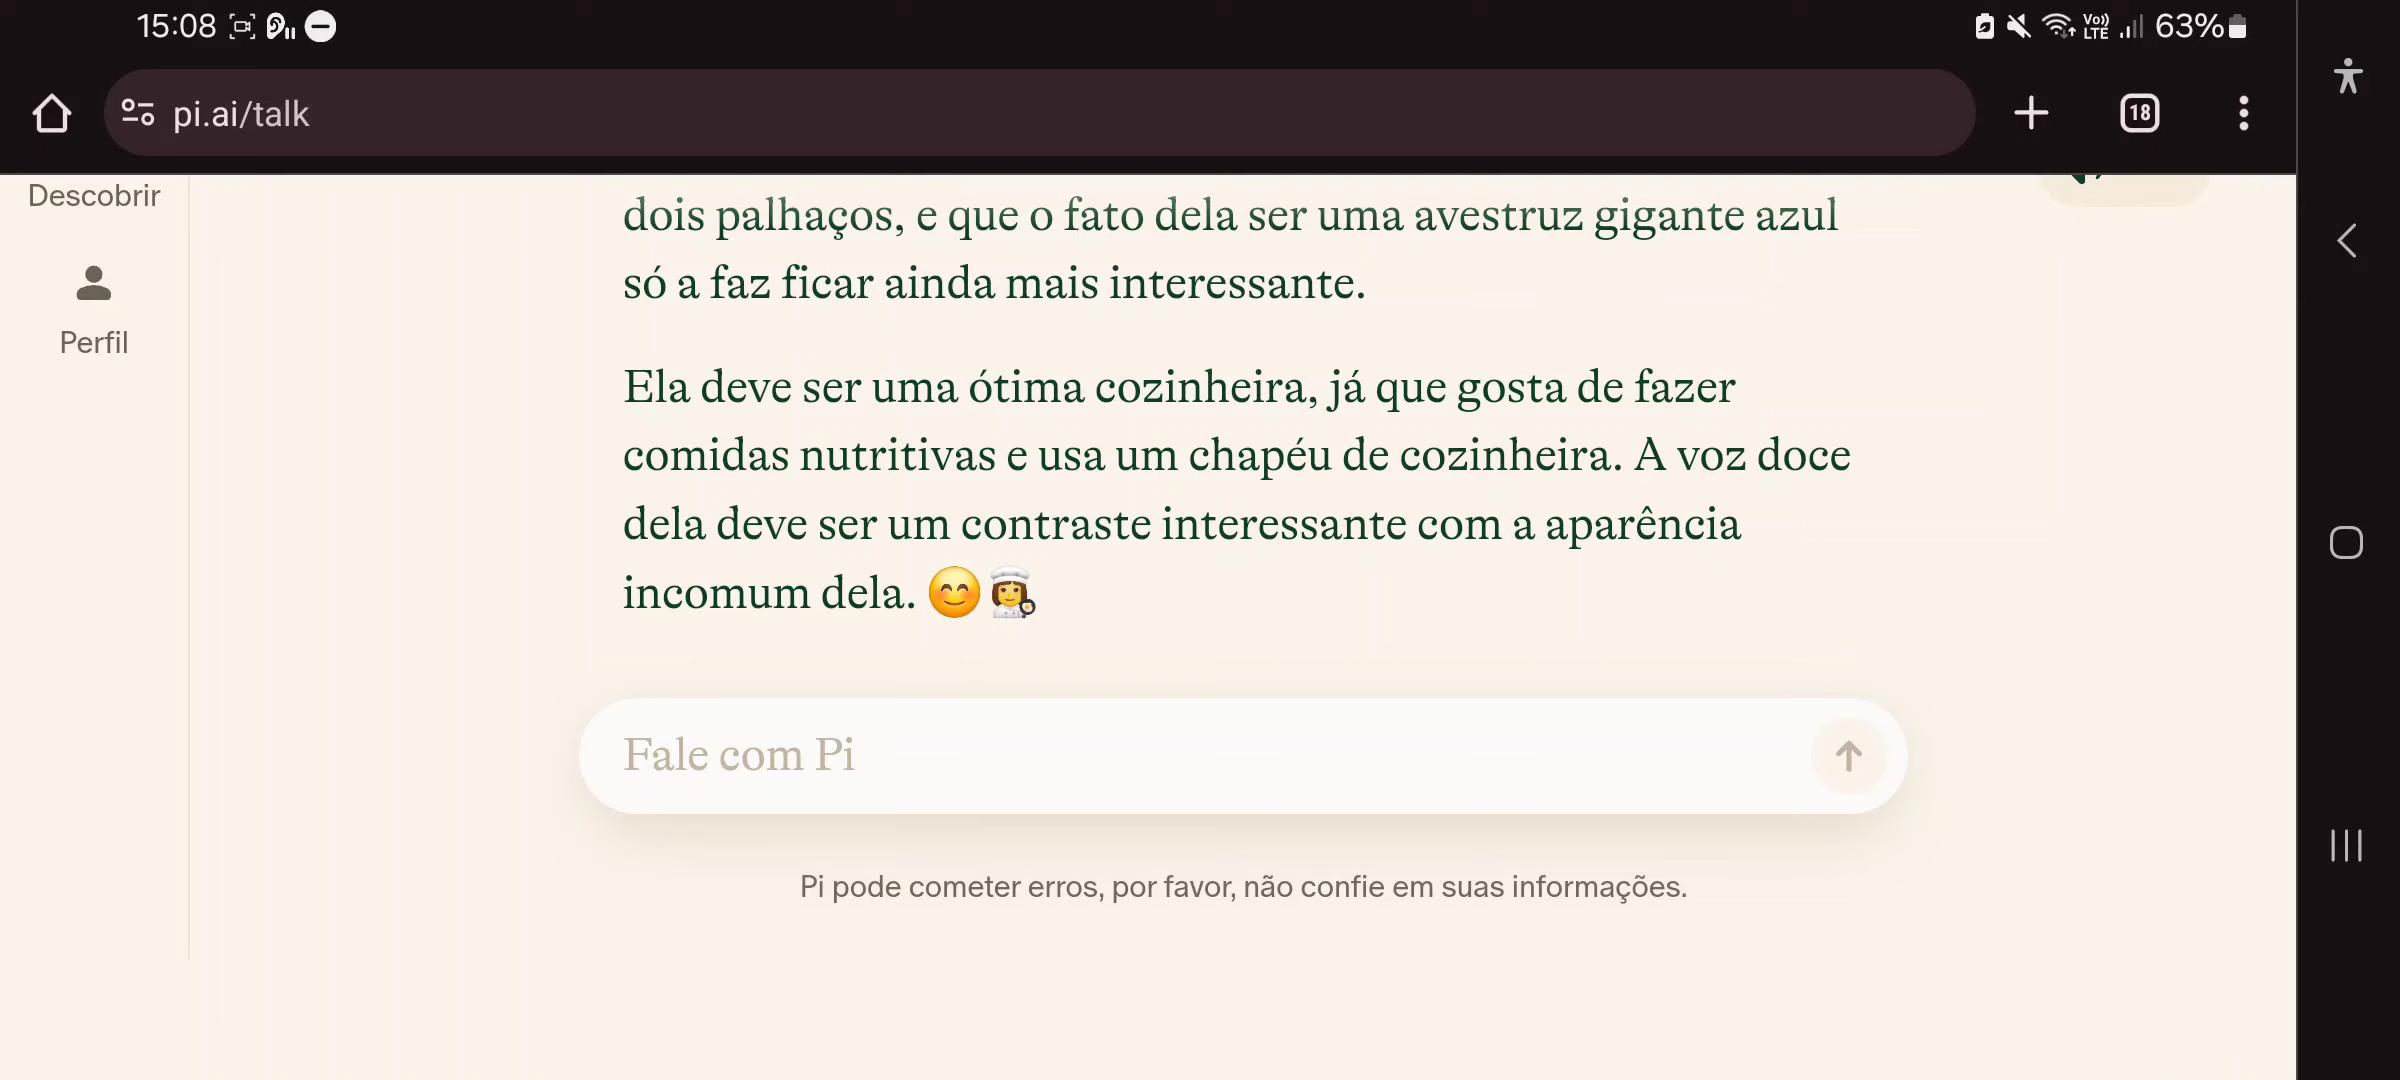 15:08
Vo)) LTE
63%
pi.ai/talk
18
Descobrir
Perfil
dois palhaços, e que o fato dela ser uma avestruz gigante azul
só a faz ficar ainda mais interessante.
Ela deve ser uma ótima cozinheira, já que gosta de fazer
comidas nutritivas e usa um chapéu de cozinheira. A voz doce
dela deve ser um contraste interessante com a aparência
incomum dela. 😊👩‍🍳
Fale com Pi
Pi pode cometer erros, por favor, não confie em suas informações.